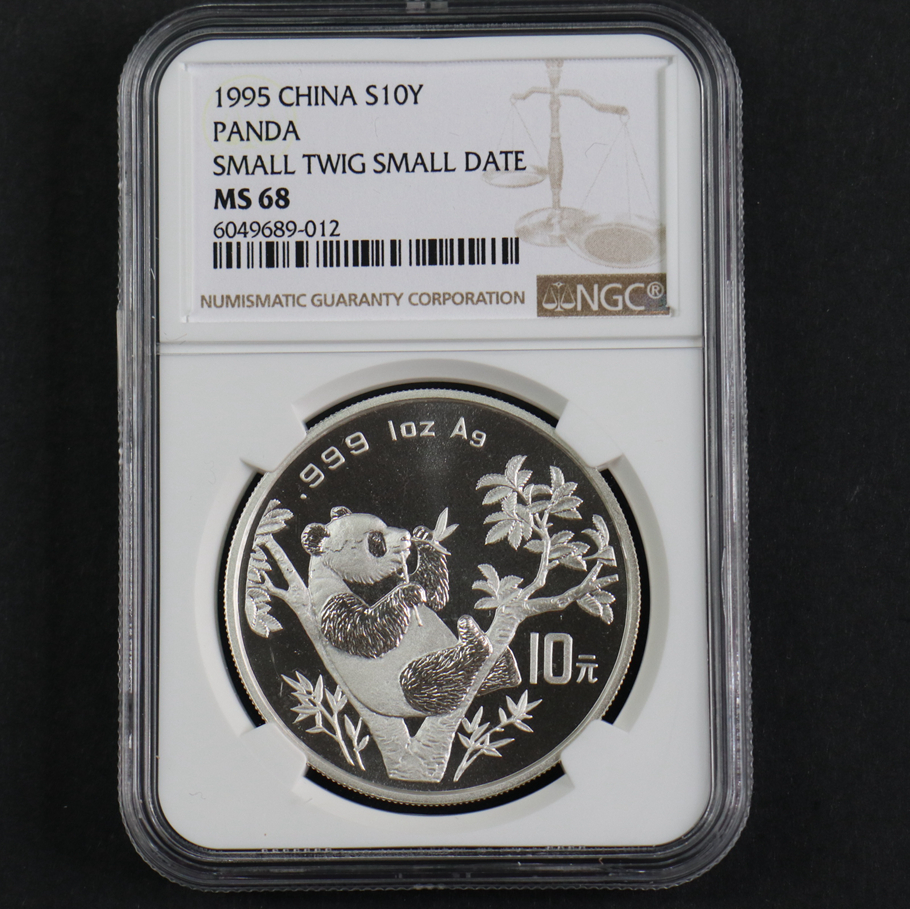 1995 CHINA S10Y
PANDA
SMALL TWIG SMALL DATE
MS 68
6049689-012
NUMISMATIC GUARANTY CORPORATION
NGC®
.999 1oz Ag
10元